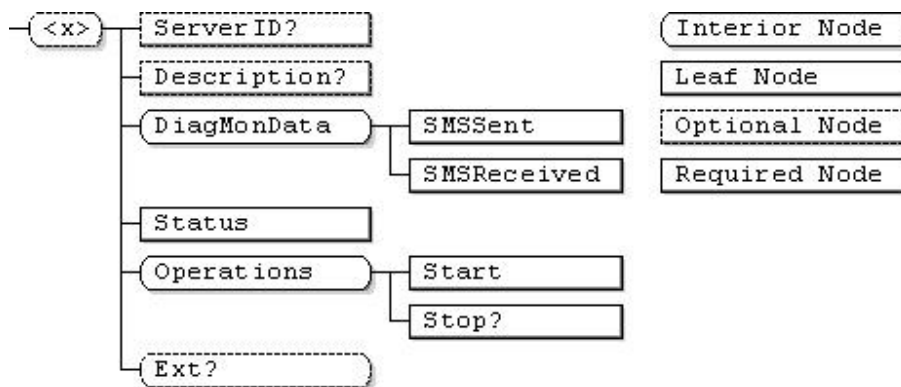 <x>
ServerID?
Description?
DiagMonData
SMSSent
SMSReceived
Status
Operations
Start
Stop?
Ext?
Interior Node
Leaf Node
Optional Node
Required Node